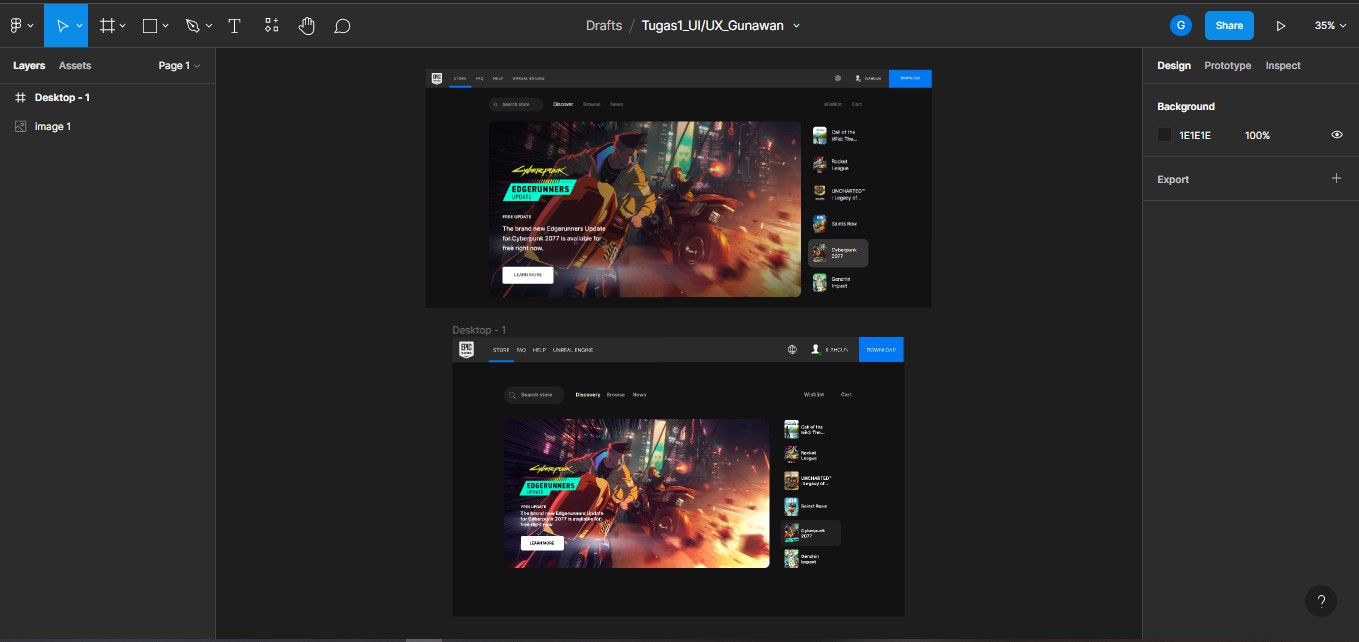 Drafts / Tugas1_UI/UX_Gunawan
G
Share
35%
Layers
Assets
Page 1
Desktop - 1
image 1
Design
Prototype
Inspect
Background
1E1E1E
100%
Export
EPIC
STORE FAQ HELP UNREAL ENGINE
DOWNLOAD
Search store
Discover
Browse
News
Wishlist
Cart
Cyberpunk
EDGERUNNERS
UPDATE
FREE UPDATE
The brand new Edgerunners Update
for Cyberpunk 2077 is available for
free right now.
LEARN MORE
Call of the
Wild: The...
Rocket
League
UNCHARTED™
: Legacy of...
Saints Row
Cyberpunk
2077
Genshin
Impact
Desktop - 1
EPIC
GAMES
STORE FAQ HELP UNREAL ENGINE
DOWNLOAD
Search store
Discovery
Browse
News
Wishlist
Cart
Cyberpunk
EDGERUNNERS
UPDATE
FREE UPDATE
The brand new Edgerunners Update
for Cyberpunk 2077 is available for
free right now.
LEARN MORE
Call of the
Wild: The...
Rocket
League
UNCHARTED™
: Legacy of...
Cyberpunk
2077
Genshin
Impact
?